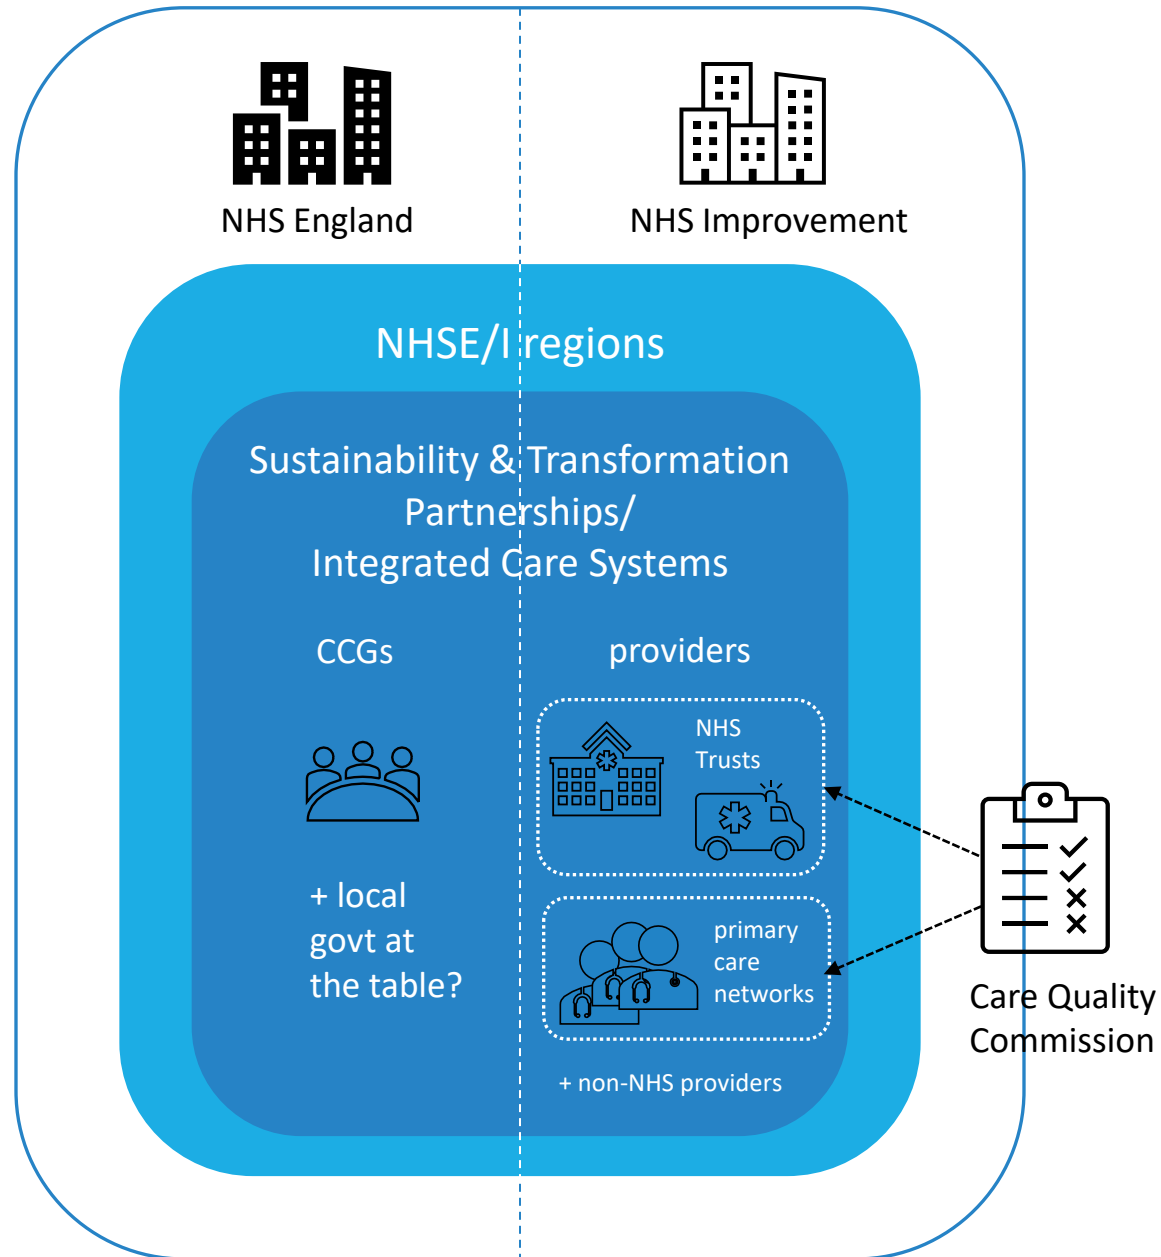 NHS England
NHS Improvement
NHSE/I regions
Sustainability & Transformation
Partnerships/
Integrated Care Systems
CCGs
providers
NHS
Trusts
+ local
govt at
the table?
primary
care
networks
+ non-NHS providers
Care Quality
Commission